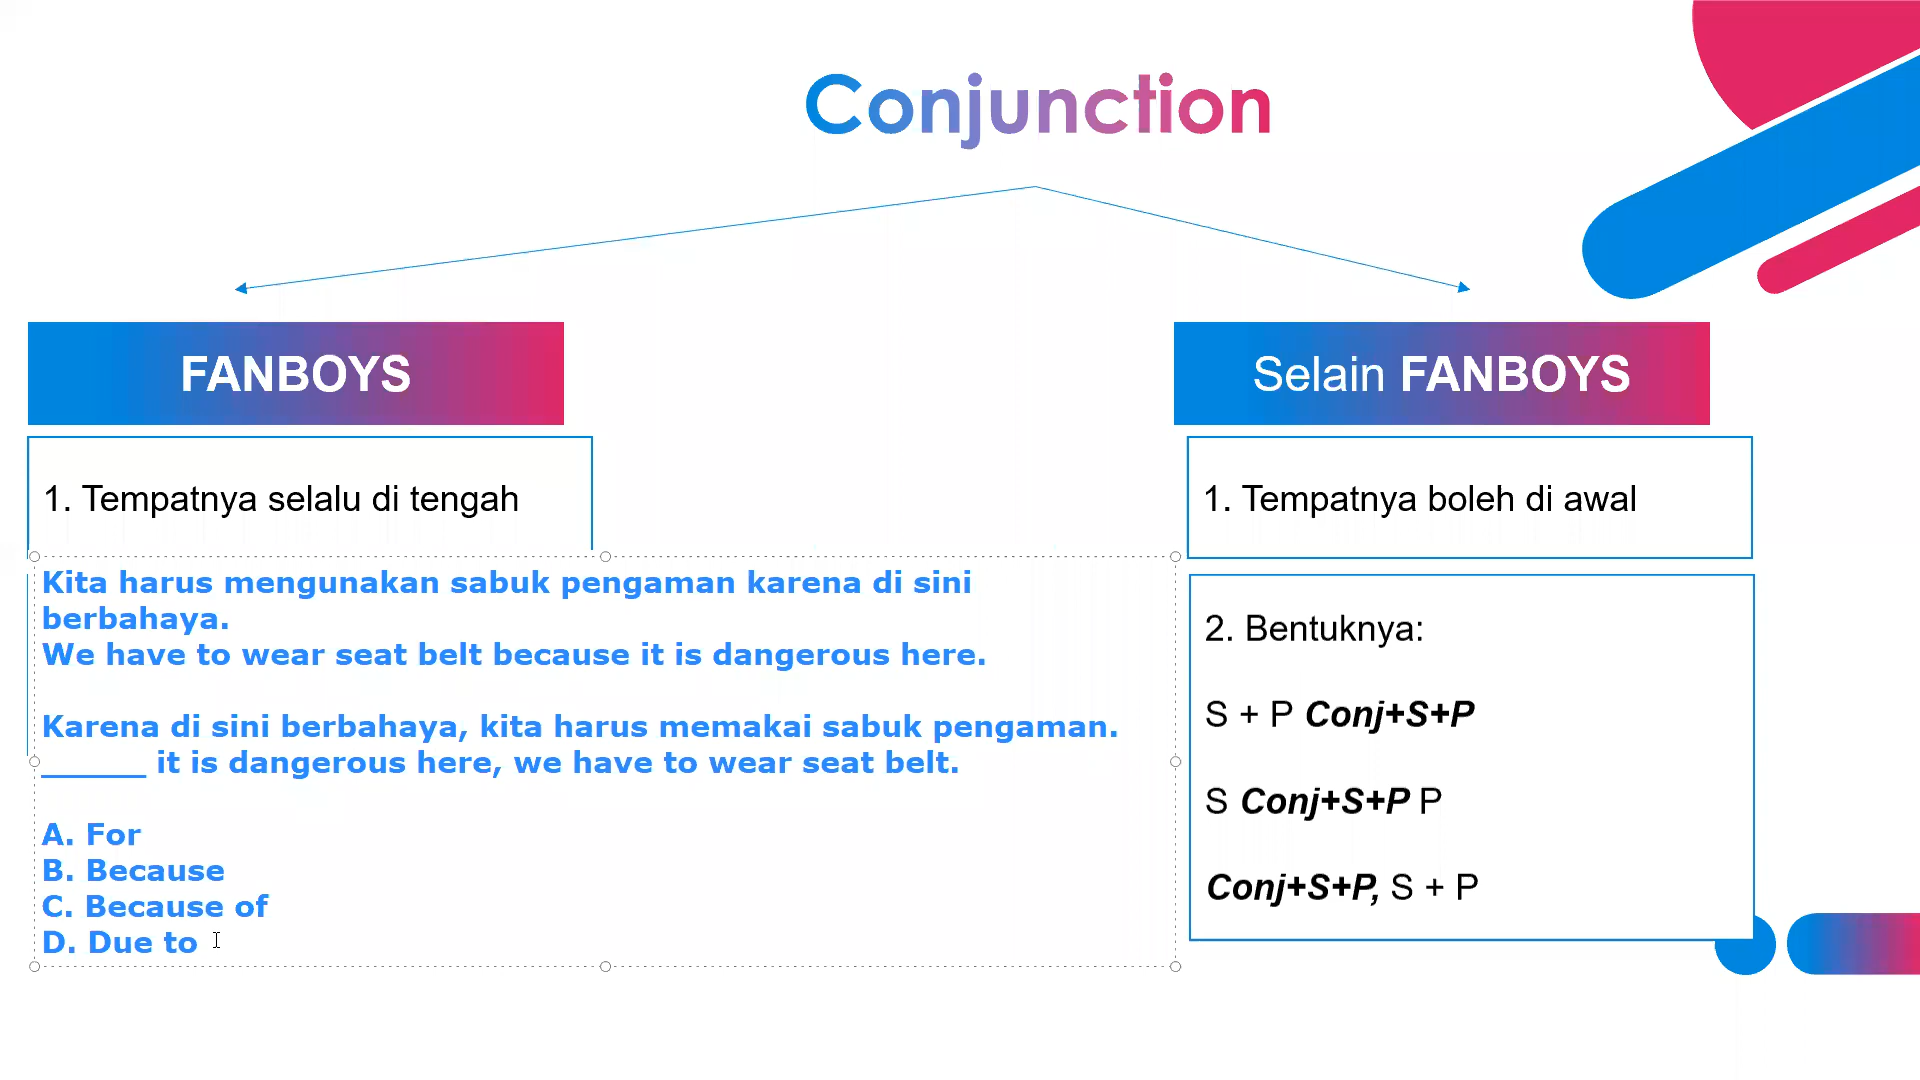 Conjunction
FANBOYS
Selain FANBOYS
1. Tempatnya selalu di tengah
1. Tempatnya boleh di awal
Kita harus mengunakan sabuk pengaman karena di sini
berbahaya.
We have to wear seat belt because it is dangerous here.
Karena di sini berbahaya, kita harus memakai sabuk pengaman.
______ it is dangerous here, we have to wear seat belt.
A. For
B. Because
C. Because of
D. Due to
2. Bentuknya:
S + P Conj+S+P
S Conj+S+P P
Conj+S+P, S + P